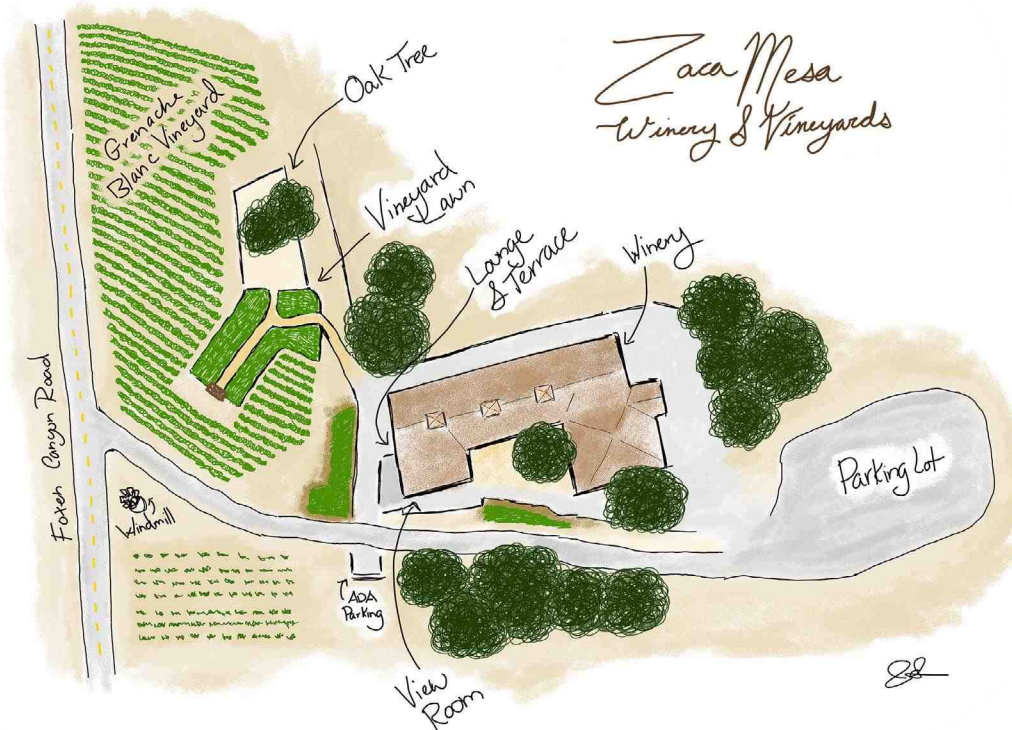 Zaca Mesa
Winery & Vineyards
Oak Tree
Grenache
Blanc Vineyard
Vineyard
Lawn
Lange
& Terrace
Winery
Foxen Canyon Road
Parking Lot
Windmill
ADA
Parking
View
Room